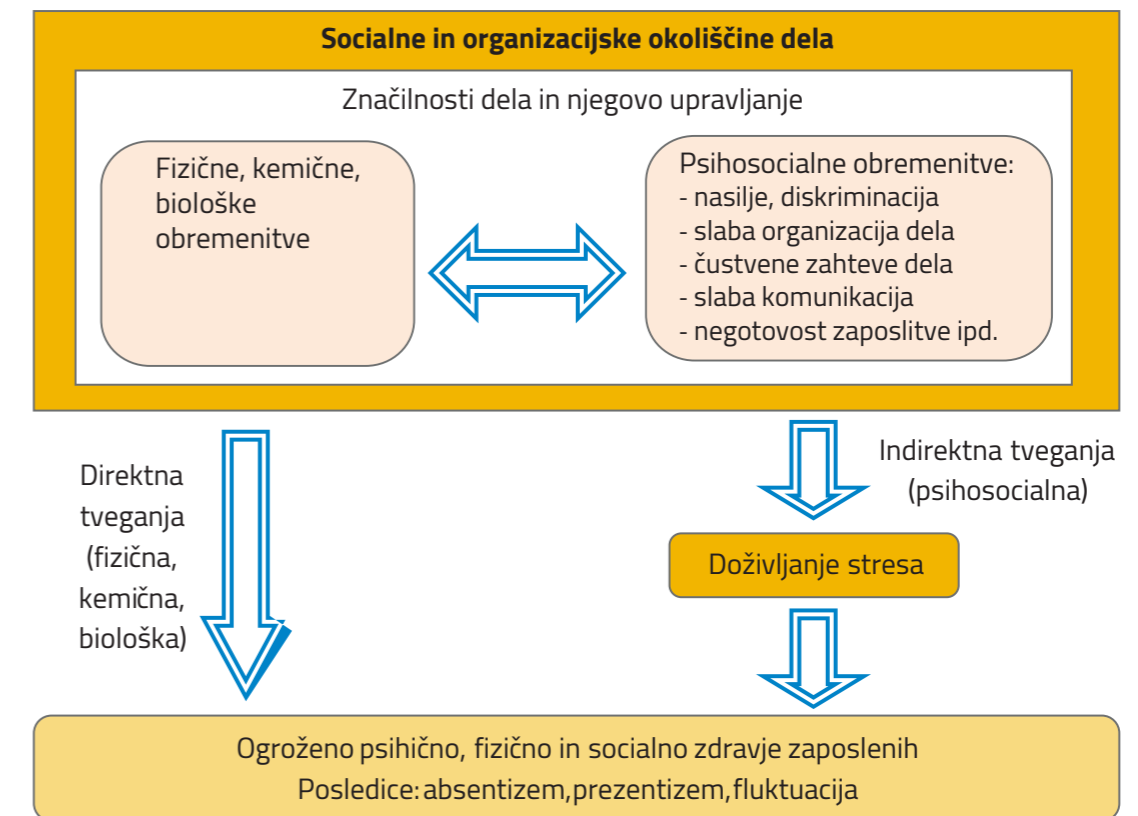 Socialne in organizacijske okoliščine dela
Značilnosti dela in njegovo upravljanje
Fizične, kemične,
biološke
obremenitve
Psihosocialne obremenitve:
- nasilje, diskriminacija
- slaba organizacija dela
- čustvene zahteve dela
- slaba komunikacija
- negotovost zaposlitve ipd.
Direktna
tveganja
(fizična,
kemična,
biološka)
Indirektna tveganja
(psihosocialna)
Doživljanje stresa
Ogroženo psihično, fizično in socialno zdravje zaposlenih
Posledice: absentizem, prezentizem, fluktuacija